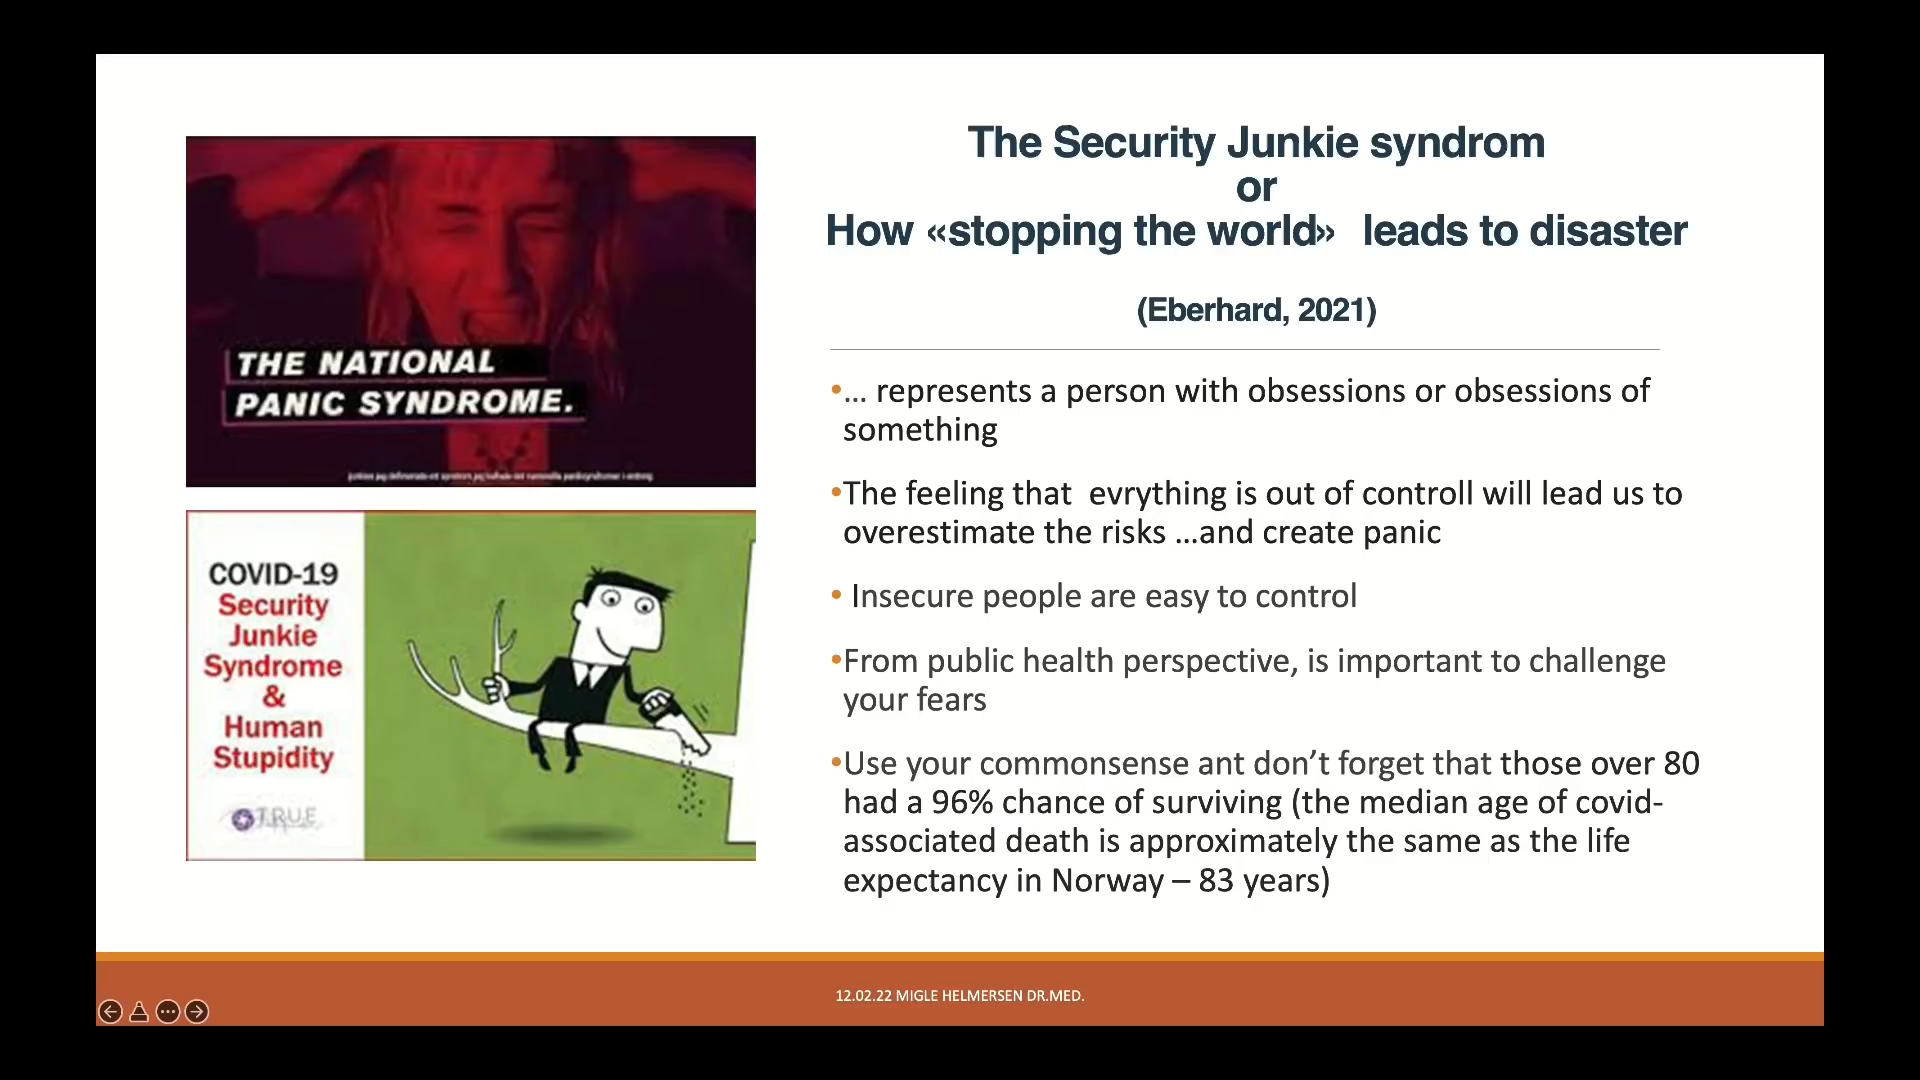 The Security Junkie syndrom
or
How «stopping the world» leads to disaster
(Eberhard, 2021)
•... represents a person with obsessions or obsessions of
something
•The feeling that evrything is out of controll will lead us to
overestimate the risks ...and create panic
• Insecure people are easy to control
•From public health perspective, is important to challenge
your fears
•Use your commonsense ant don't forget that those over 80
had a 96% chance of surviving (the median age of covid-
associated death is approximately the same as the life
expectancy in Norway – 83 years)
THE NATIONAL
PANIC SYNDROME.
COVID-19
Security
Junkie
Syndrome
&
Human
Stupidity
TRUE
12.02.22 MIGLE HELMERSEN DR.MED.